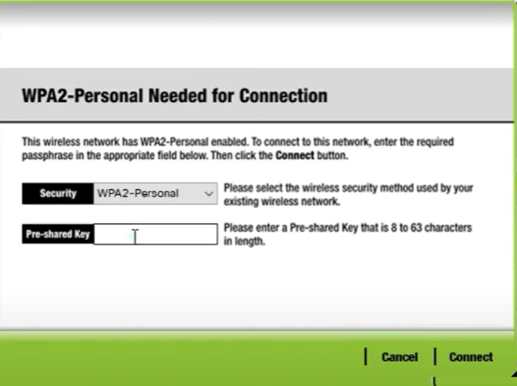 WPA2-Personal Needed for Connection
This wireless network has WPA2-Personal enabled. To connect to this network, enter the required
passphrase in the appropriate field below. Then click the Connect button.
Security WPA2-Personal Please select the wireless security method used by your
existing wireless network.
Pre-shared Key Please enter a Pre-shared Key that is 8 to 63 characters
in length.
Cancel Connect